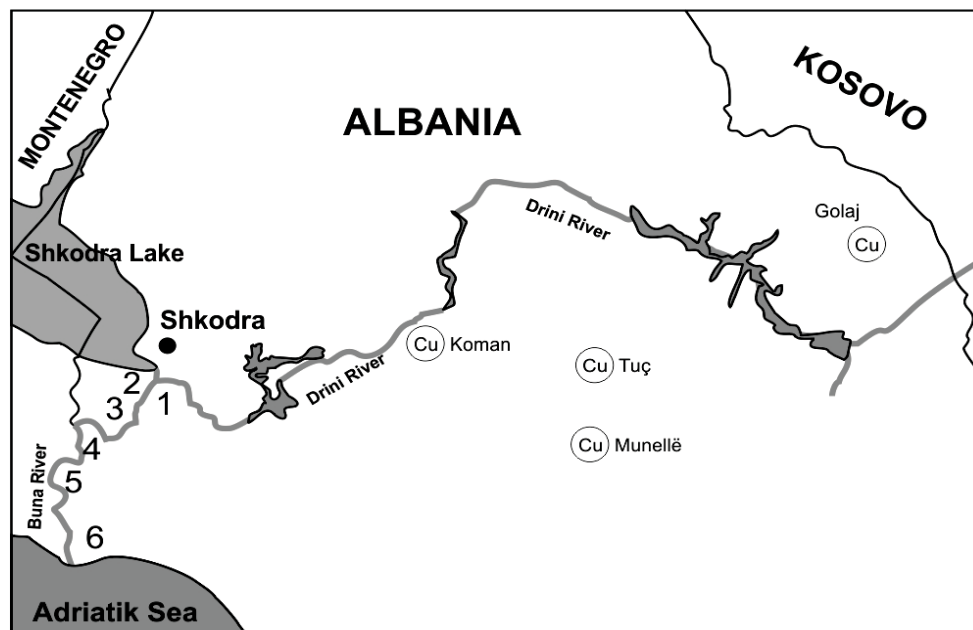 MONTENEGRO
ALBANIA
KOSOVO
Drini River
Golaj
Cu
Shkodra Lake
Shkodra
Cu Koman
Cu Tuç
Drini River
2
1
3
4
Cu Munellë
5
Buna River
6
Adriatik Sea